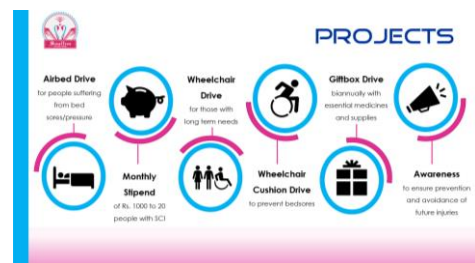 PROJECTS
Airbed Drive
for people suffering
from bed
sores/pressure
Monthly
Stipend
of Rs. 1000 to 20
people with SCI
Wheelchair
Drive
for those with
long term needs
Wheelchair
Cushion Drive
to prevent bedsores
Giftbox Drive
biannually with
essential medicines
and supplies
Awareness
to ensure prevention
and avoidance of
future injuries